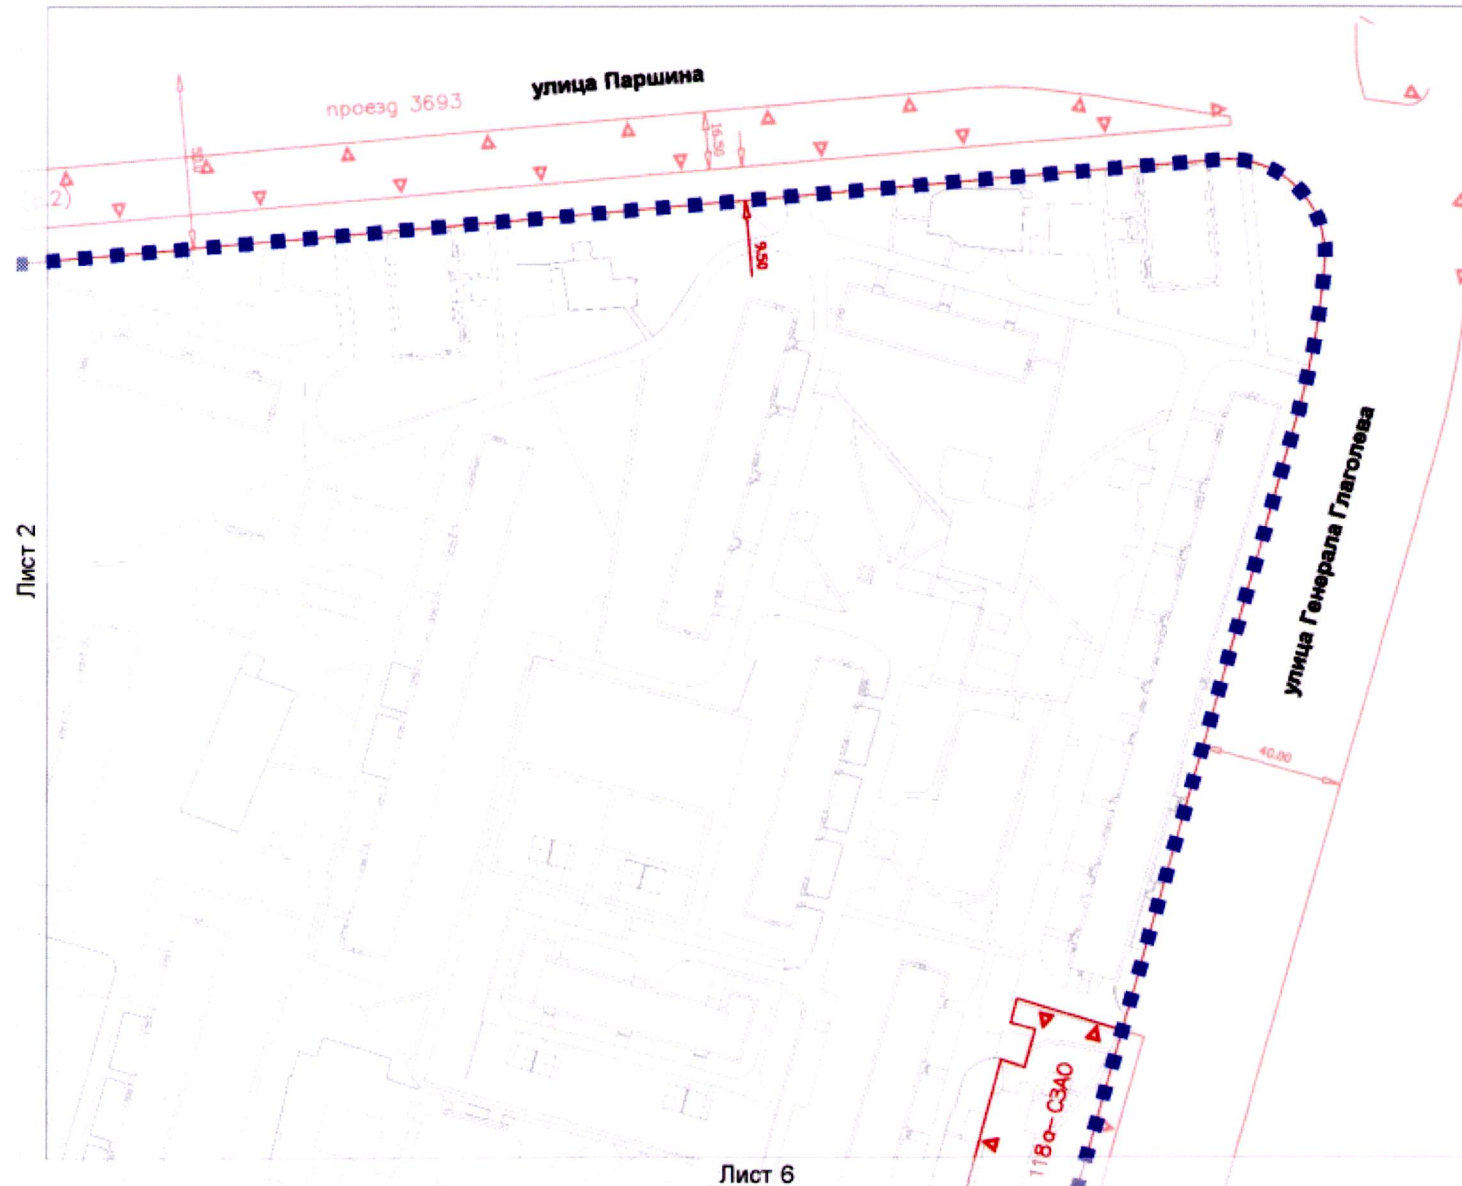 улица Паршина
проезд 3693
16.50
9.50
улица Генерала Глаголева
Лист 2
40.00
118а-СЗАО
Лист 6